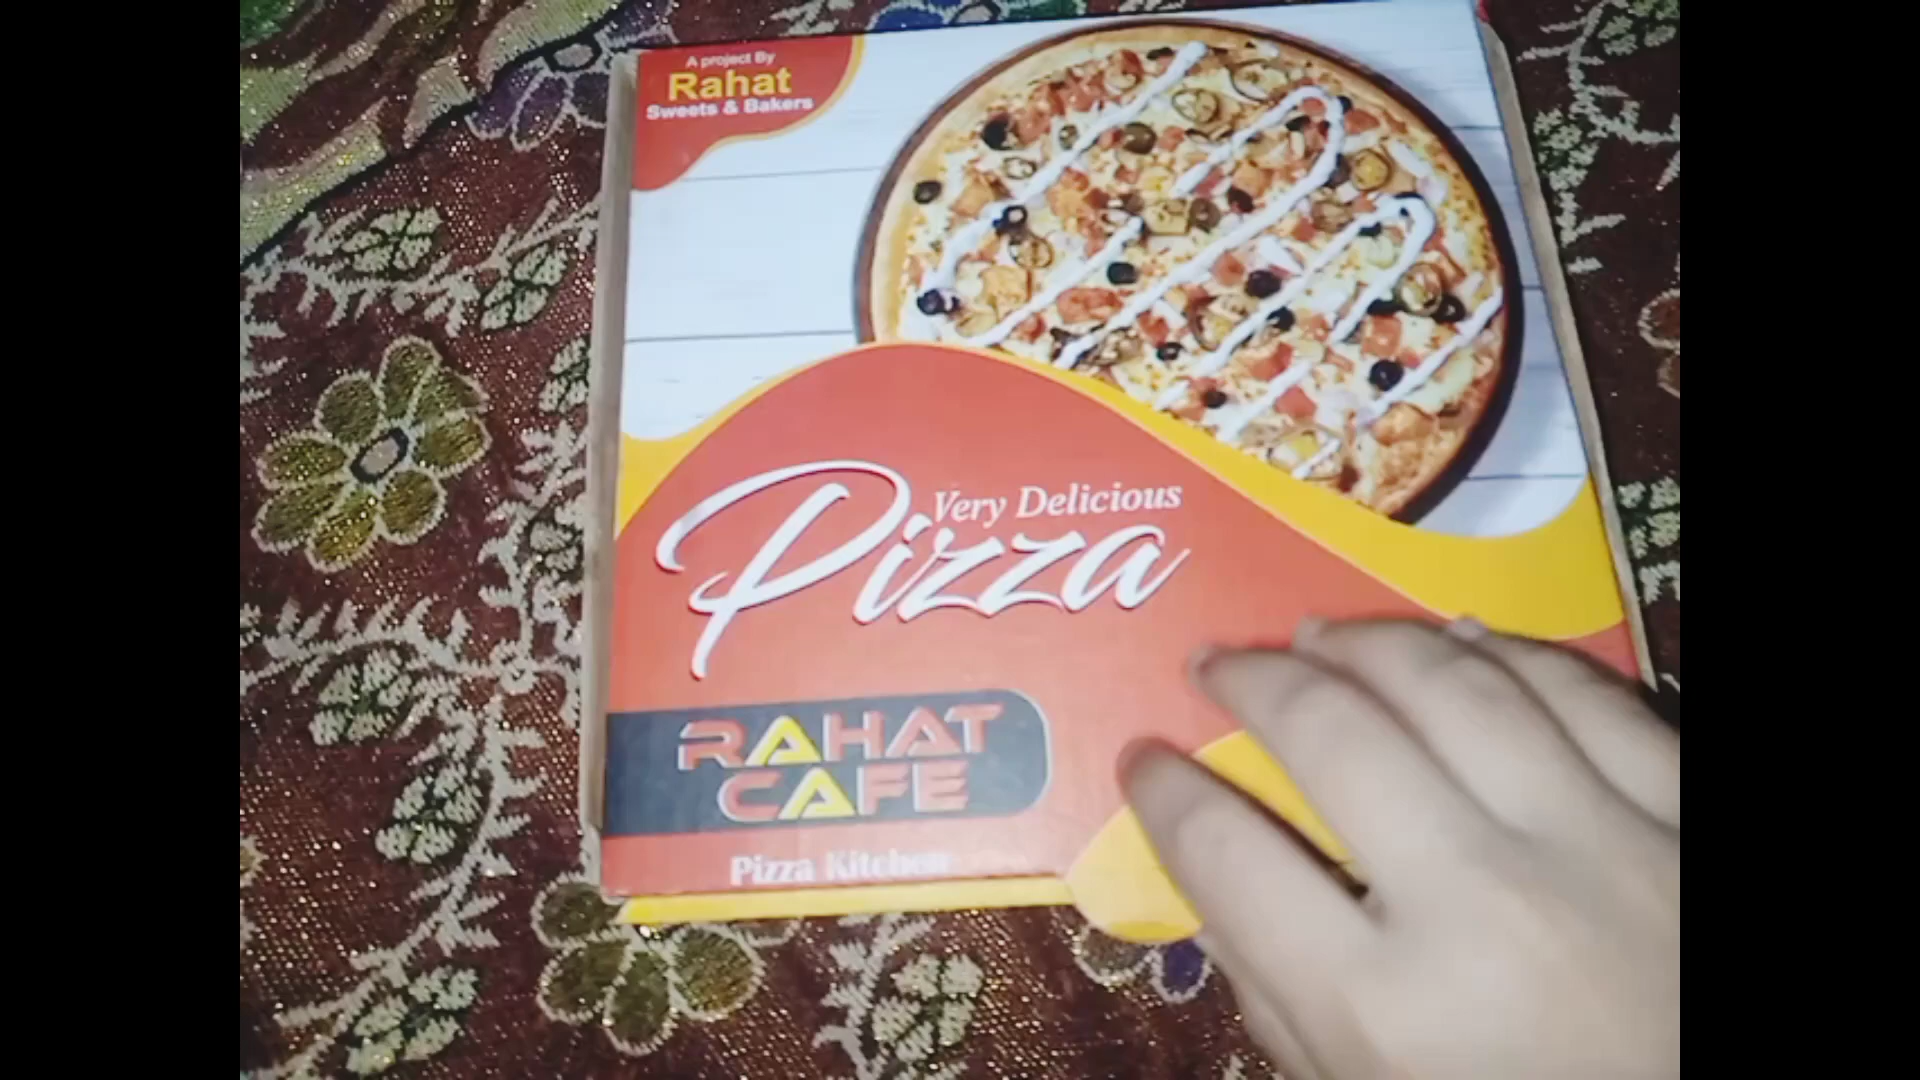 A project By
Rahat
Sweets & Bakers
Very Delicious
Pizza
RAHAT
CAFE
Pizza Kitchen